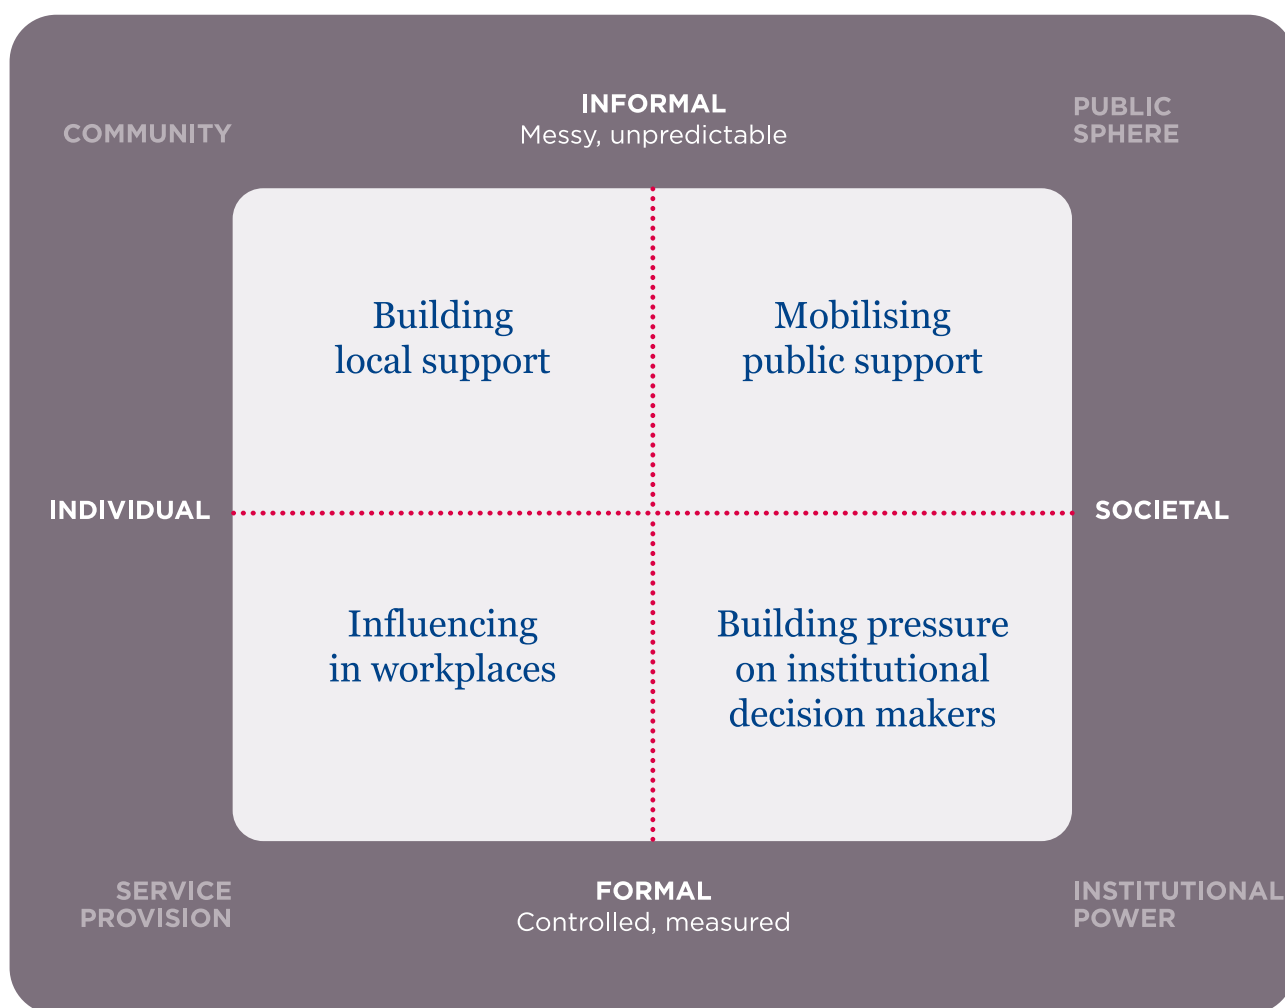 INFORMAL
Messy, unpredictable
COMMUNITY
PUBLIC
SPHERE
Building
local support
Mobilising
public support
INDIVIDUAL
SOCIETAL
Influencing
in workplaces
Building pressure
on institutional
decision makers
SERVICE
PROVISION
FORMAL
Controlled, measured
INSTITUTIONAL
POWER